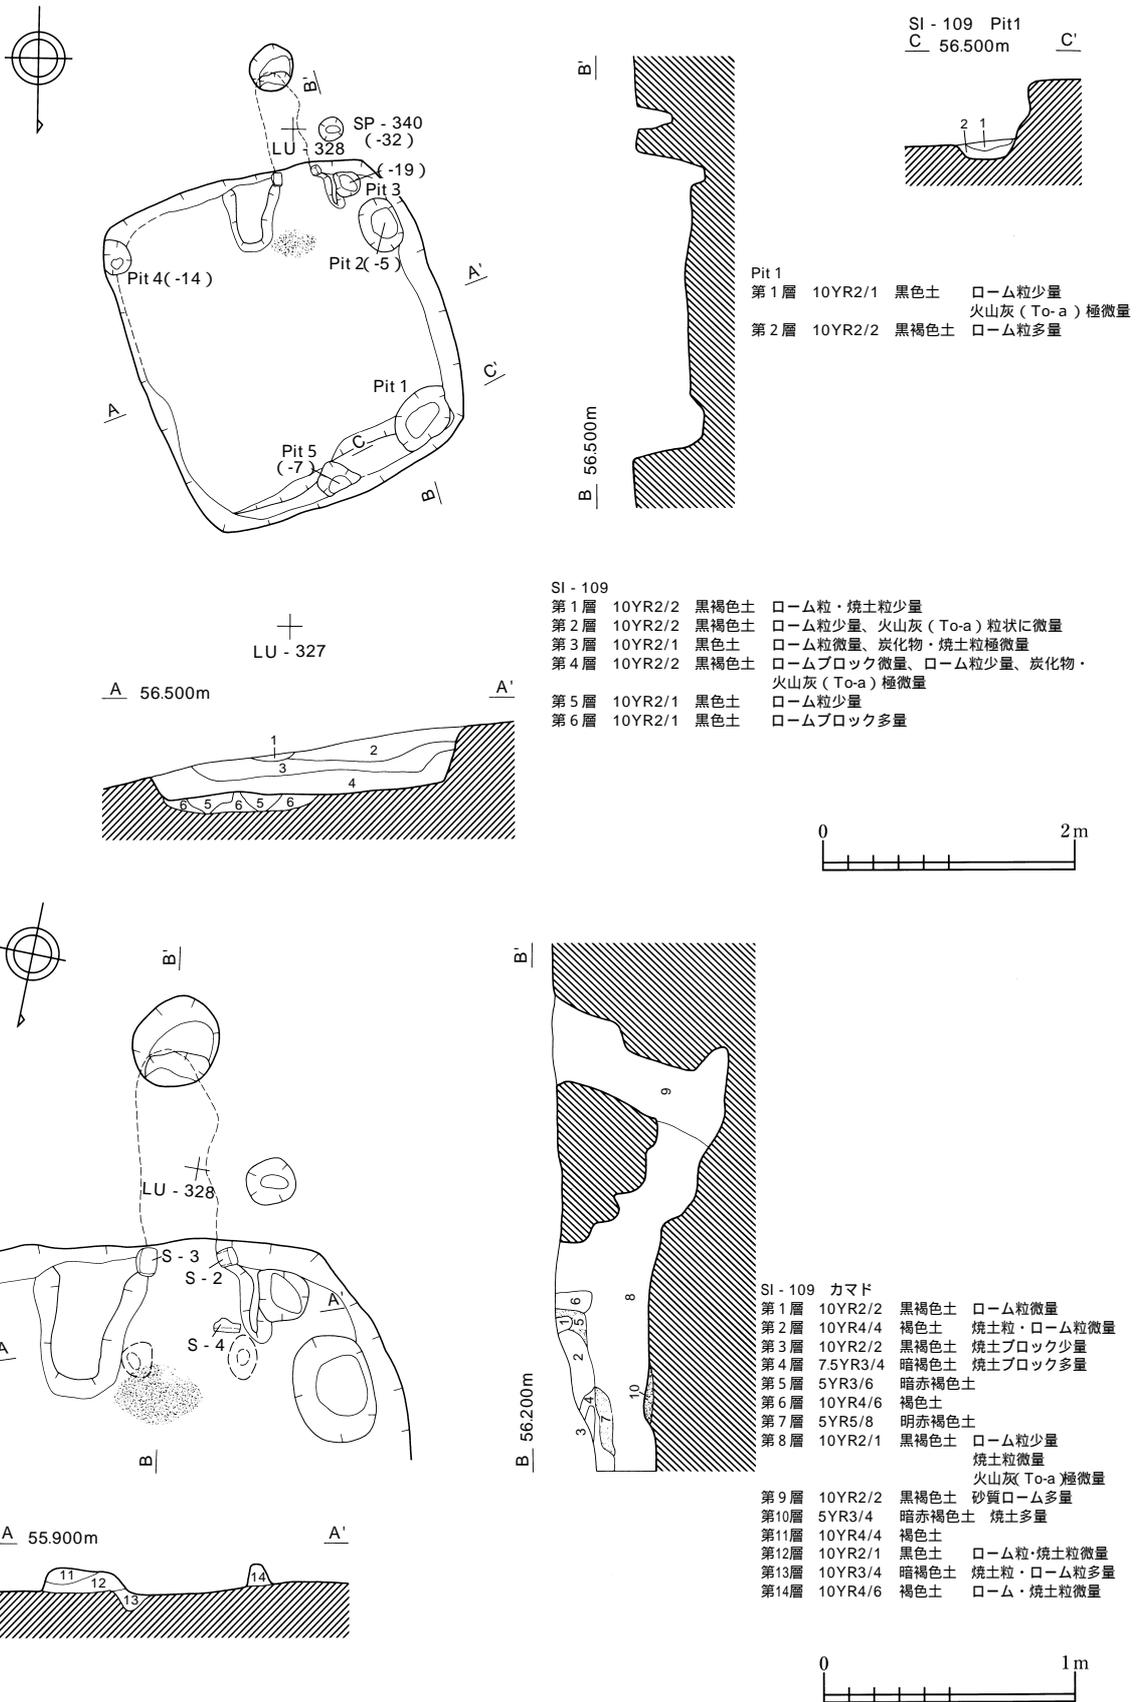 SI - 109 Pit1
C 56.500m C'
2 1
B'
SP - 340
(-32)
LU - 328
(-19)
Pit 3
Pit 2(-5)
Pit 4(-14)
A'
C'
Pit 1
A
C
Pit 5
(-7)
B
B'
B 56.500m
Pit 1
第1層 10YR2/1 黒色土 ローム粒少量
火山灰(To-a)極微量
第2層 10YR2/2 黒褐色土 ローム粒多量
SI - 109
第1層 10YR2/2 黒褐色土 ローム粒・焼土粒少量
第2層 10YR2/2 黒褐色土 ローム粒少量、火山灰(To-a)粒状に微量
第3層 10YR2/1 黒色土 ローム粒微量、炭化物・焼土粒極微量
第4層 10YR2/2 黒褐色土 ロームブロック微量、ローム粒少量、炭化物・
火山灰(To-a)極微量
第5層 10YR2/1 黒色土 ローム粒少量
第6層 10YR2/1 黒色土 ロームブロック多量
LU - 327
A 56.500m A'
1
2
3
4
6 5 6 5 6
0 2m
B'
LU - 328
S - 3
S - 2
A'
S - 4
A
B
B'
9
8
6
1 5
2
10
4
7
3
B 56.200m
SI - 109 カマド
第1層 10YR2/2 黒褐色土 ローム粒微量
第2層 10YR4/4 褐色土 焼土粒・ローム粒微量
第3層 10YR2/2 黒褐色土 焼土ブロック少量
第4層 7.5YR3/4 暗褐色土 焼土ブロック多量
第5層 5YR3/6 暗赤褐色土
第6層 10YR4/6 褐色土
第7層 5YR5/8 明赤褐色土
第8層 10YR2/1 黒褐色土 ローム粒少量
焼土粒微量
火山灰(To-a)極微量
第9層 10YR2/2 黒褐色土 砂質ローム多量
第10層 5YR3/4 暗赤褐色土 焼土多量
第11層 10YR4/4 褐色土
第12層 10YR2/1 黒色土 ローム粒・焼土粒微量
第13層 10YR3/4 暗褐色土 焼土粒・ローム粒多量
第14層 10YR4/6 褐色土 ローム・焼土粒微量
A 55.900m A'
11 12 13 14
0 1m